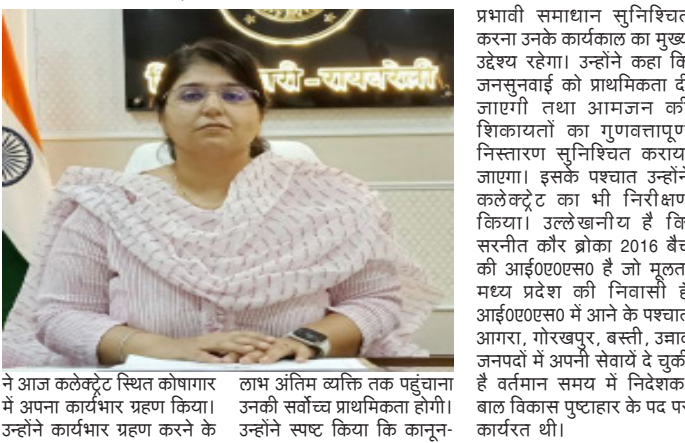 -रायबरेली
ने आज कलेक्ट्रेट स्थित कोषागार
में अपना कार्यभार ग्रहण किया।
उन्होंने कार्यभार ग्रहण करने के
लाभ अंतिम व्यक्ति तक पहुंचाना
उनकी सर्वोच्च प्राथमिकता होगी।
उन्होंने स्पष्ट किया कि कानून-
प्रभावी समाधान सुनिश्चित
करना उनके कार्यकाल का मुख्य
उद्देश्य रहेगा। उन्होंने कहा कि
जनसुनवाई को प्राथमिकता दी
जाएगी तथा आमजन की
शिकायतों का गुणवत्तापूर्ण
निस्तारण सुनिश्चित कराया
जाएगा। इसके पश्चात उन्होंने
कलेक्ट्रेट का भी निरीक्षण
किया। उल्लेखनीय है कि
सरनीत कौर ब्रोका 2016 बैच
की आई0ए0एस0 है जो मूलत
मध्य प्रदेश की निवासी है
आई0ए0एस0 में आने के पश्चात
आगरा, गोरखपुर, बस्ती, उन्नाव
जनपदों में अपनी सेवायें दे चुकी
है वर्तमान समय में निदेशक
बाल विकास पुष्टाहार के पद पर
कार्यरत थी।